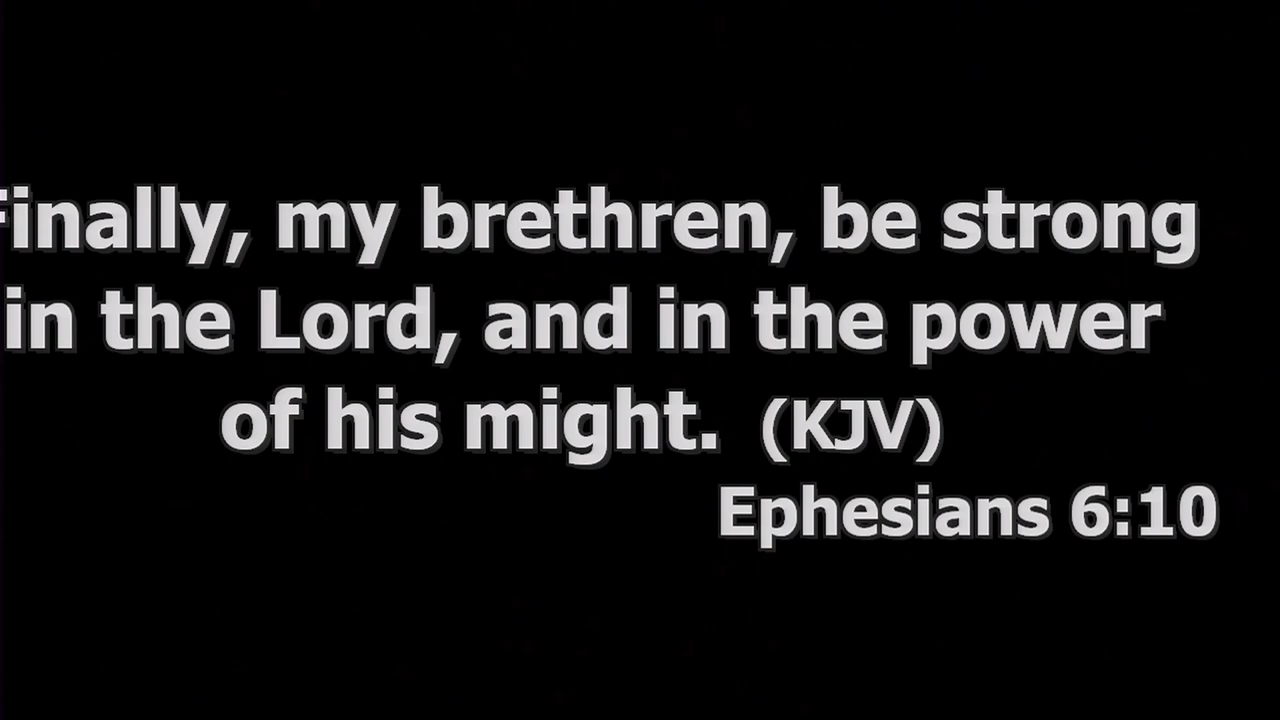 Finally, my brethren, be strong
in the Lord, and in the power
of his might. (KJV)
Ephesians 6:10